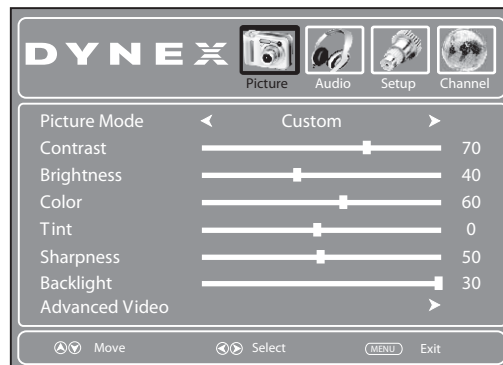 DYNEX
Picture Audio Setup Channel
Picture Mode Custom
Contrast 70
Brightness 40
Color 60
Tint 0
Sharpness 50
Backlight 30
Advanced Video
Move Select MENU Exit